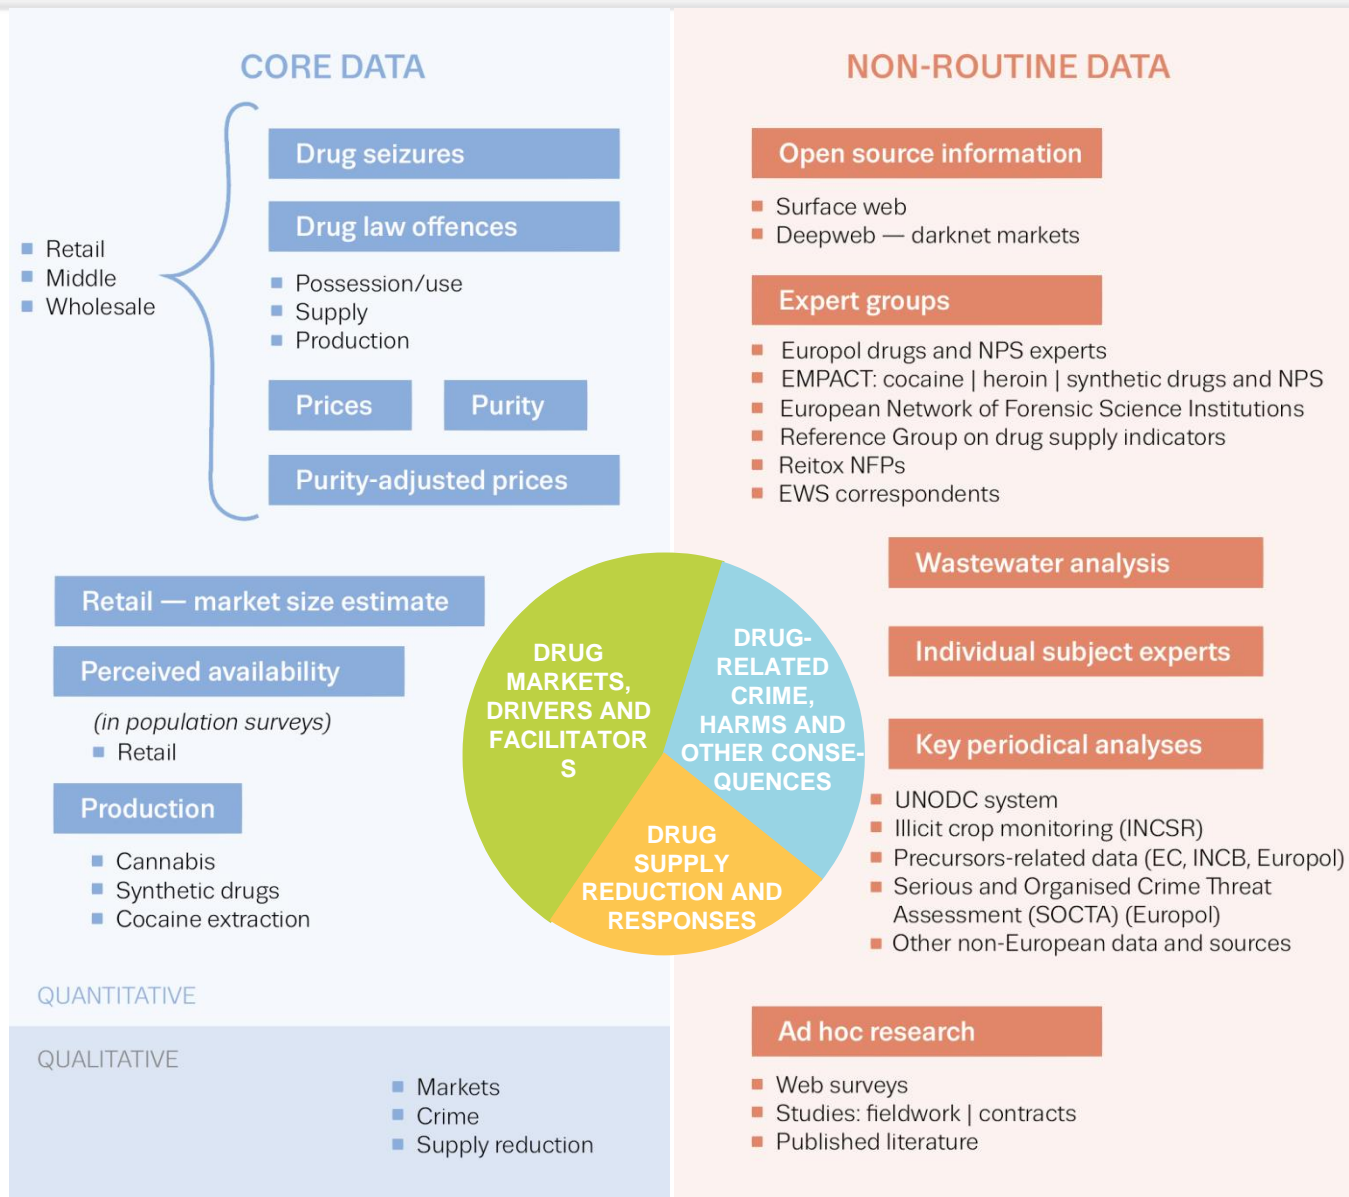 CORE DATA
Retail
Middle
Wholesale
Drug seizures
Drug law offences
Possession/use
Supply
Production
Prices
Purity
Purity-adjusted prices
Retail — market size estimate
Perceived availability
(in population surveys)
Retail
Production
Cannabis
Synthetic drugs
Cocaine extraction
QUANTITATIVE
QUALITATIVE
Markets
Crime
Supply reduction
DRUG
MARKETS,
DRIVERS AND
FACILITATOR
S
DRUG-
RELATED
CRIME,
HARMS AND
OTHER CONSE-
QUENCES
DRUG
SUPPLY
REDUCTION AND
RESPONSES
NON-ROUTINE DATA
Open source information
Surface web
Deepweb — darknet markets
Expert groups
Europol drugs and NPS experts
EMPACT: cocaine | heroin | synthetic drugs and NPS
European Network of Forensic Science Institutions
Reference Group on drug supply indicators
Reitox NFPs
EWS correspondents
Wastewater analysis
Individual subject experts
Key periodical analyses
UNODC system
Illicit crop monitoring (INCSR)
Precursors-related data (EC, INCB, Europol)
Serious and Organised Crime Threat
Assessment (SOCTA) (Europol)
Other non-European data and sources
Ad hoc research
Web surveys
Studies: fieldwork | contracts
Published literature